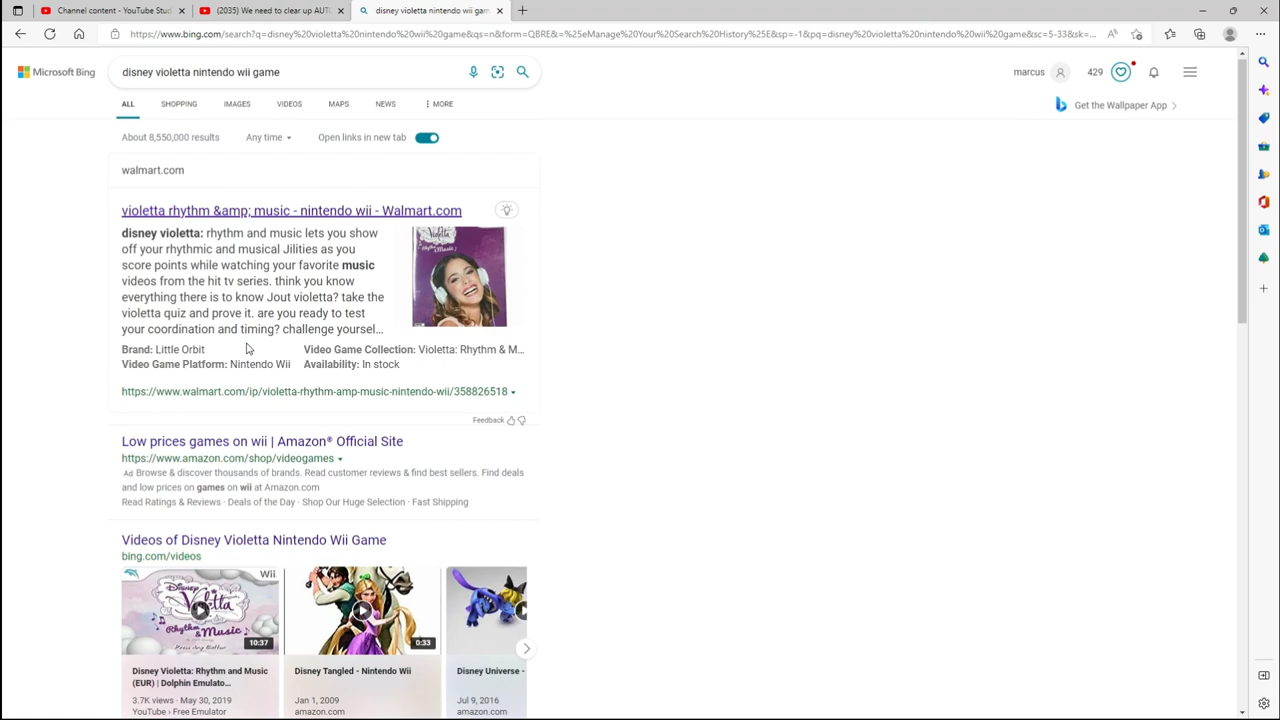 Channel content - YouTube Stud
(2035) We need to clear up AUT
disney violetta nintendo wii gam
https://www.bing.com/search?q=disney%20violetta%20nintendo%20wii%20game&qs=n&form=QBRE&=%25eManage%20Your%20Search%20History%25E&sp=-1&pq=disney%20violetta%20nintendo%20wii%20game&sc=5-33&sk=...
Microsoft Bing
disney violetta nintendo wii game
marcus
429
ALL
SHOPPING
IMAGES
VIDEOS
MAPS
NEWS
MORE
Get the Wallpaper App
About 8,550,000 results
Any time
Open links in new tab
walmart.com
violetta rhythm &amp; music - nintendo wii - Walmart.com
disney violetta: rhythm and music lets you show
off your rhythmic and musical Jilities as you
score points while watching your favorite music
videos from the hit tv series. think you know
everything there is to know Jout violetta? take the
violetta quiz and prove it. are you ready to test
your coordination and timing? challenge yoursel...
Violetta
Rhythm & Music
Brand: Little Orbit
Video Game Collection: Violetta: Rhythm & M...
Video Game Platform: Nintendo Wii
Availability: In stock
https://www.walmart.com/ip/violetta-rhythm-amp-music-nintendo-wii/358826518
Feedback
Low prices games on wii | Amazon® Official Site
https://www.amazon.com/shop/videogames
Ad Browse & discover thousands of brands. Read customer reviews & find best sellers. Find deals
and low prices on games on wii at Amazon.com
Read Ratings & Reviews · Deals of the Day · Shop Our Huge Selection · Fast Shipping
Videos of Disney Violetta Nintendo Wii Game
bing.com/videos
Wii
Disney
Violetta
Rhythm & Music
Press Any Button
10:37
0:33
Disney Violetta: Rhythm and Music
(EUR) | Dolphin Emulato...
3.7K views · May 30, 2019
YouTube › Free Emulator
Disney Tangled - Nintendo Wii
Jan 1, 2009
amazon.com
Disney Universe -
Jul 9, 2016
amazon.com